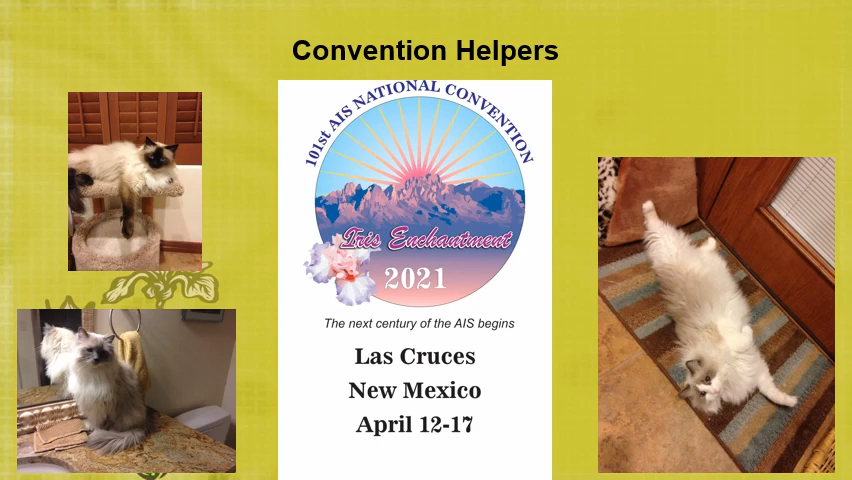 Convention Helpers
101st AIS NATIONAL CONVENTION
Iris Enchantment
2021
The next century of the AIS begins
Las Cruces
New Mexico
April 12-17